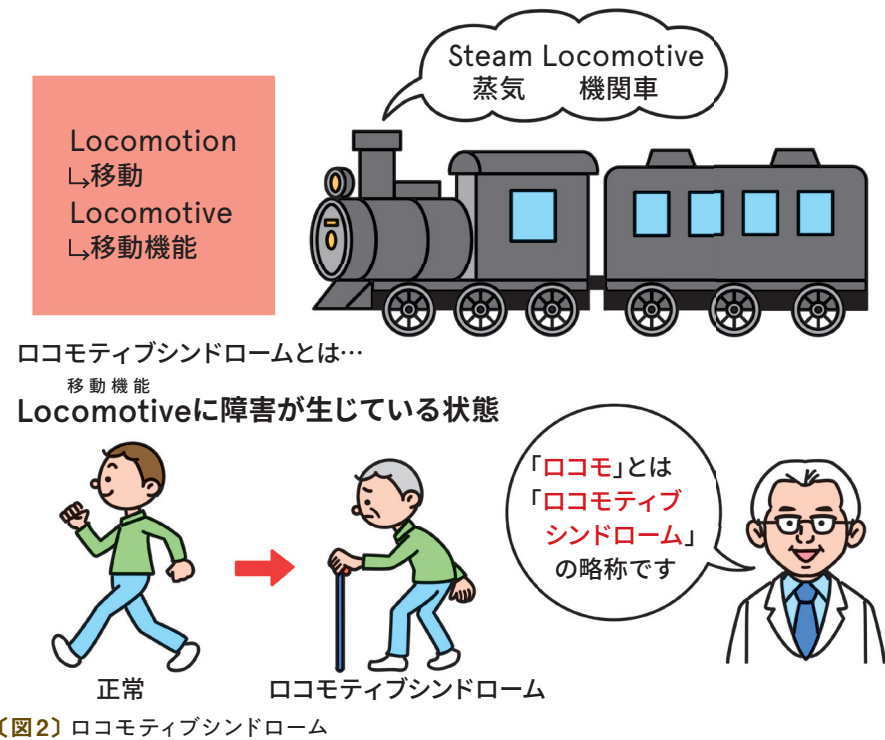 Steam Locomotive
蒸気 機関車
Locomotion
↳移動
Locomotive
↳移動機能
ロコモティブシンドロームとは…
移動機能
Locomotiveに障害が生じている状態
「ロコモ」とは
「ロコモティブ
シンドローム」
の略称です
正常
ロコモティブシンドローム
〔図2〕ロコモティブシンドローム